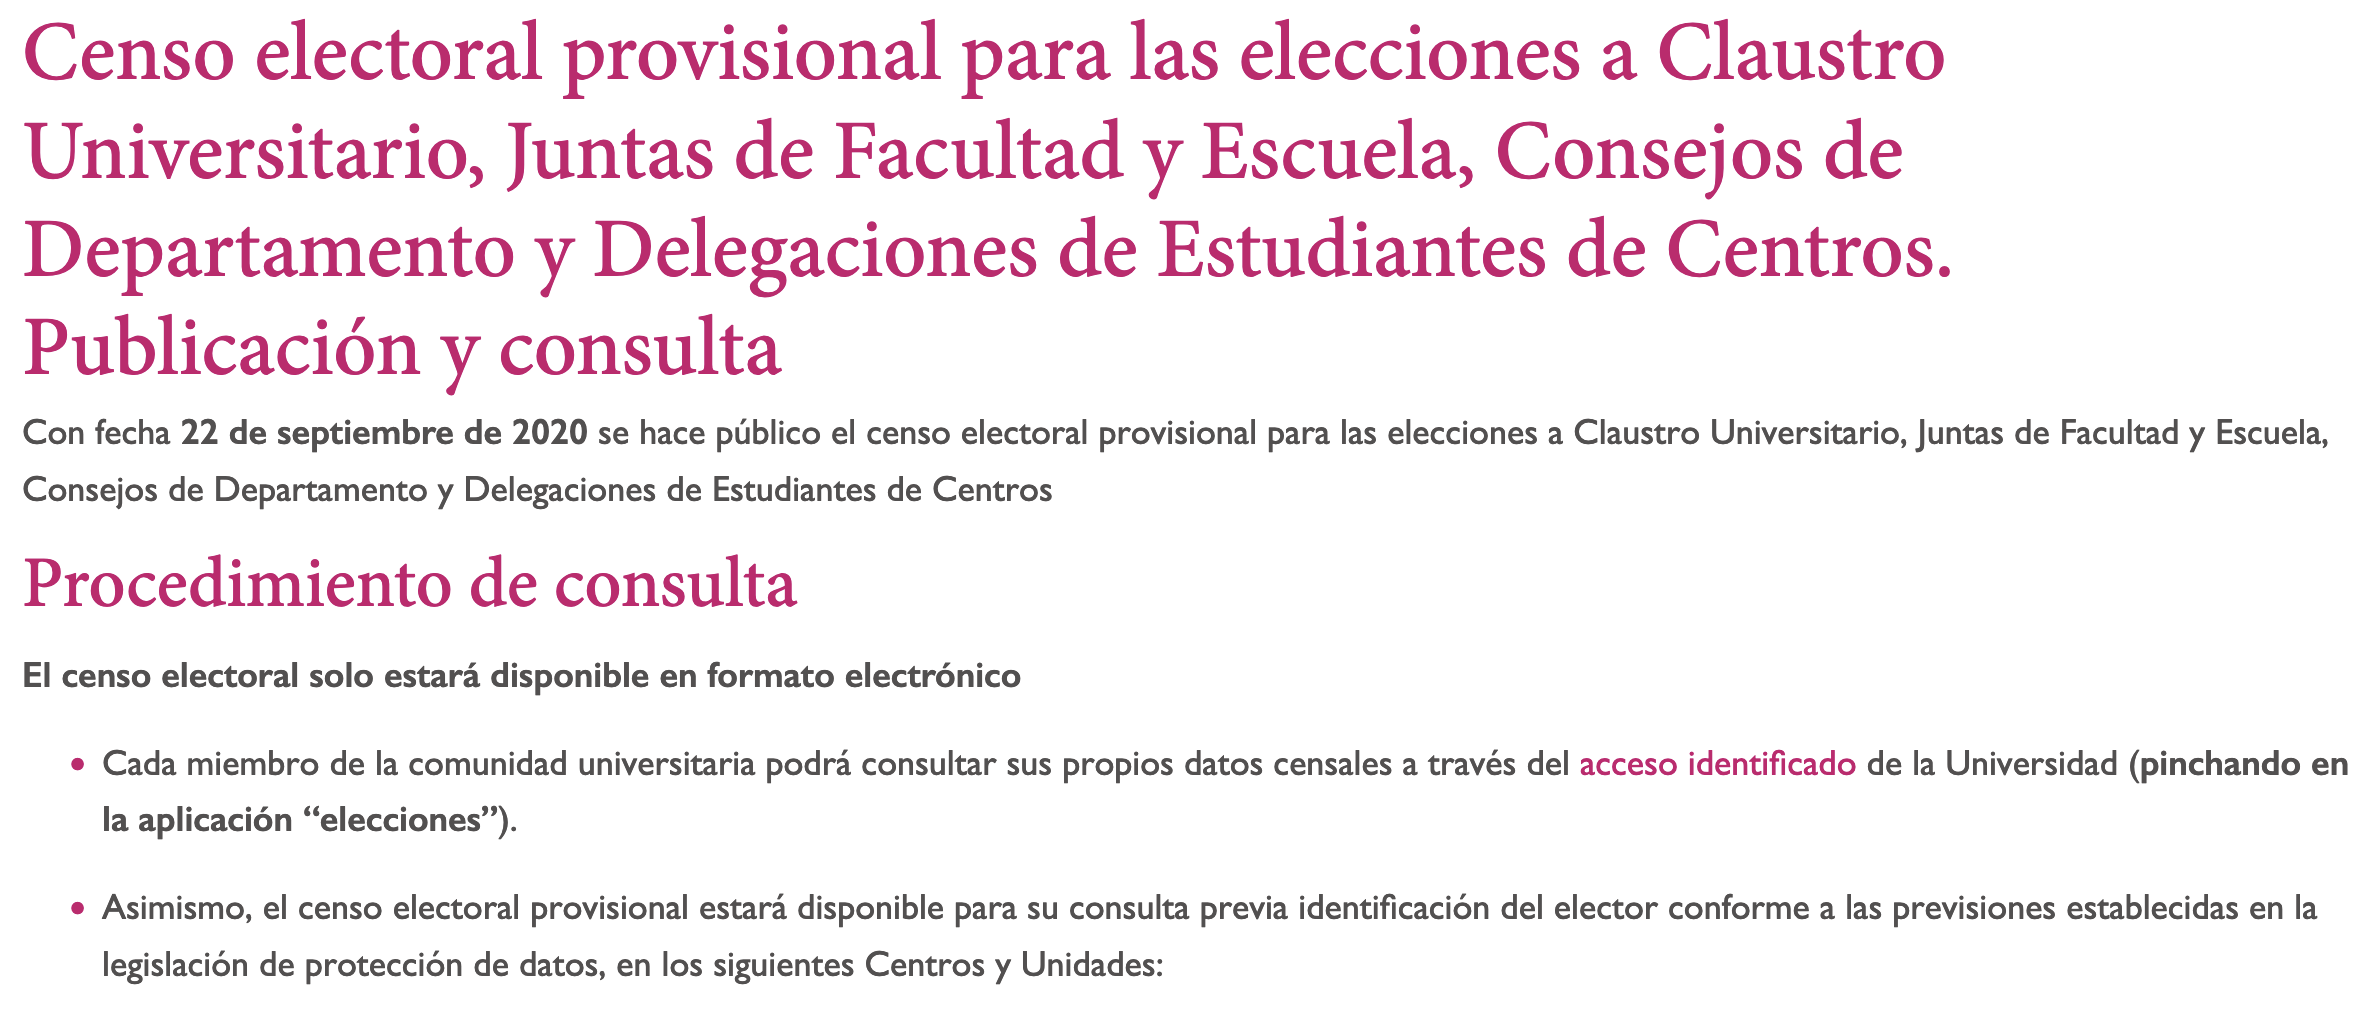 Censo electoral provisional para las elecciones a Claustro
Universitario, Juntas de Facultad y Escuela, Consejos de
Departamento y Delegaciones de Estudiantes de Centros.
Publicación y consulta
Con fecha 22 de septiembre de 2020 se hace público el censo electoral provisional para las elecciones a Claustro Universitario, Juntas de Facultad y Escuela,
Consejos de Departamento y Delegaciones de Estudiantes de Centros
Procedimiento de consulta
El censo electoral solo estará disponible en formato electrónico
• Cada miembro de la comunidad universitaria podrá consultar sus propios datos censales a través del acceso identificado de la Universidad (pinchando en
la aplicación “elecciones”).
• Asimismo, el censo electoral provisional estará disponible para su consulta previa identificación del elector conforme a las previsiones establecidas en la
legislación de protección de datos, en los siguientes Centros y Unidades: